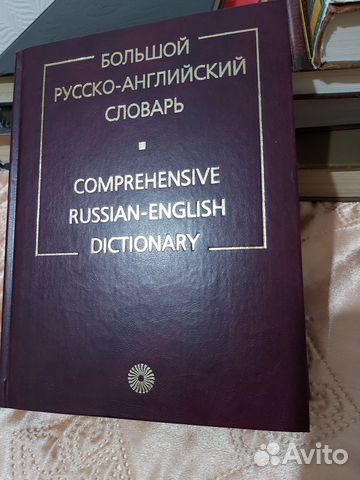 БОЛЬШОЙ
РУССКО-АНГЛИЙСКИЙ
СЛОВАРЬ
COMPREHENSIVE
RUSSIAN-ENGLISH
DICTIONARY
Avito